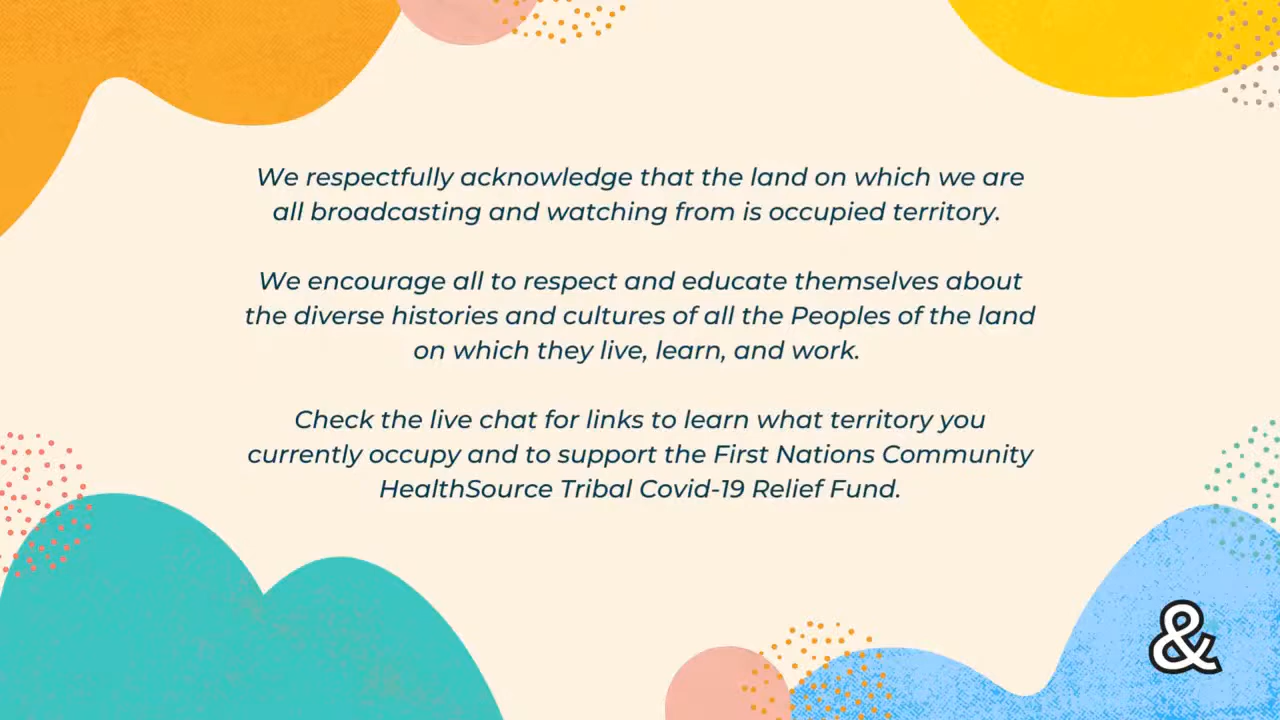 We respectfully acknowledge that the land on which we are
all broadcasting and watching from is occupied territory.
We encourage all to respect and educate themselves about
the diverse histories and cultures of all the Peoples of the land
on which they live, learn, and work.
Check the live chat for links to learn what territory you
currently occupy and to support the First Nations Community
HealthSource Tribal Covid-19 Relief Fund.
&